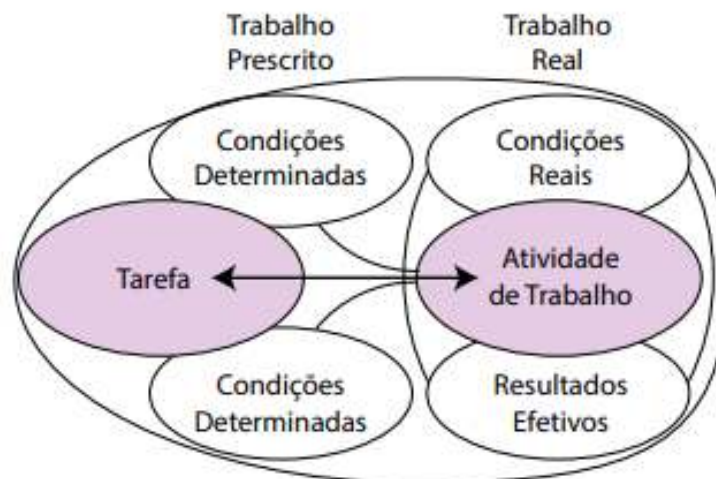 Trabalho
Prescrito
Trabalho
Real
Condições
Determinadas
Condições
Reais
Tarefa
Atividade
de Trabalho
Condições
Determinadas
Resultados
Efetivos